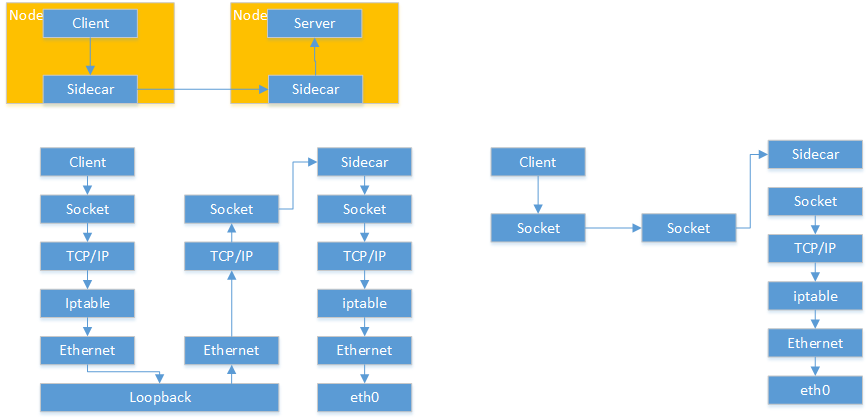 Node
Client
Sidecar
Node
Server
Sidecar
Client
Socket
TCP/IP
Iptable
Ethernet
Loopback
Socket
TCP/IP
Ethernet
Sidecar
Socket
TCP/IP
iptable
Ethernet
eth0
Client
Socket
Socket
Sidecar
Socket
TCP/IP
iptable
Ethernet
eth0